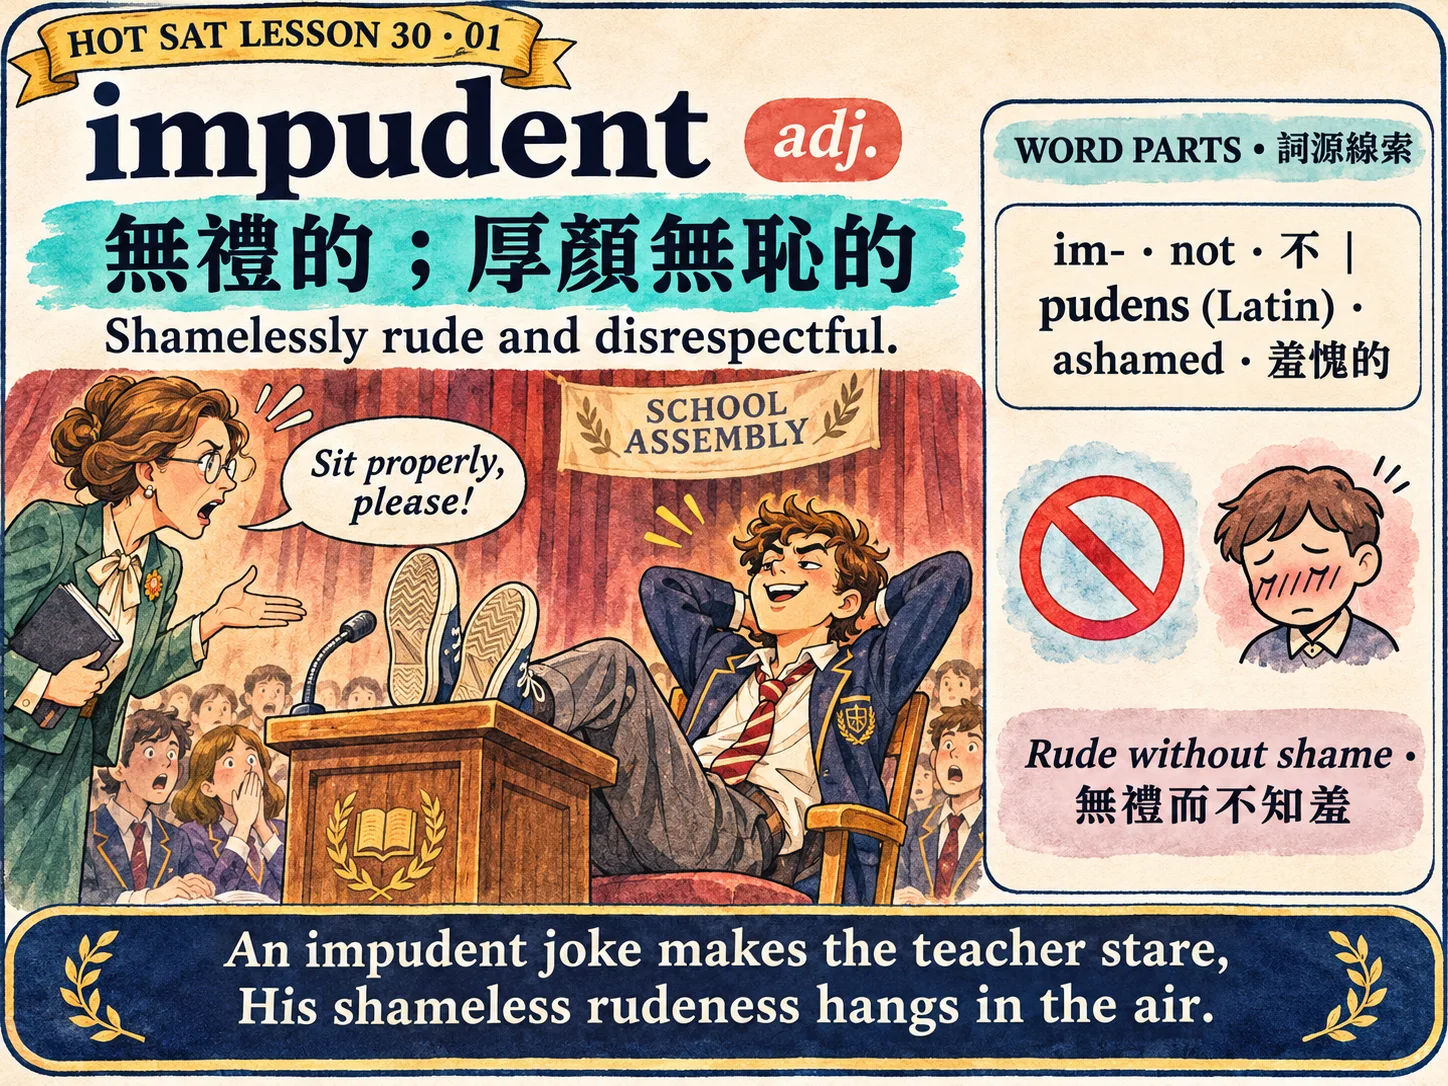 HOT SAT LESSON 30 · 01
impudent adj.
無禮的；厚顏無恥的
Shamelessly rude and disrespectful.
SCHOOL
ASSEMBLY
Sit properly,
please!
WORD PARTS • 詞源線索
im- · not · 不 |
pudens (Latin) ·
ashamed · 羞愧的
Rude without shame •
無禮而不知羞
An impudent joke makes the teacher stare,
His shameless rudeness hangs in the air.